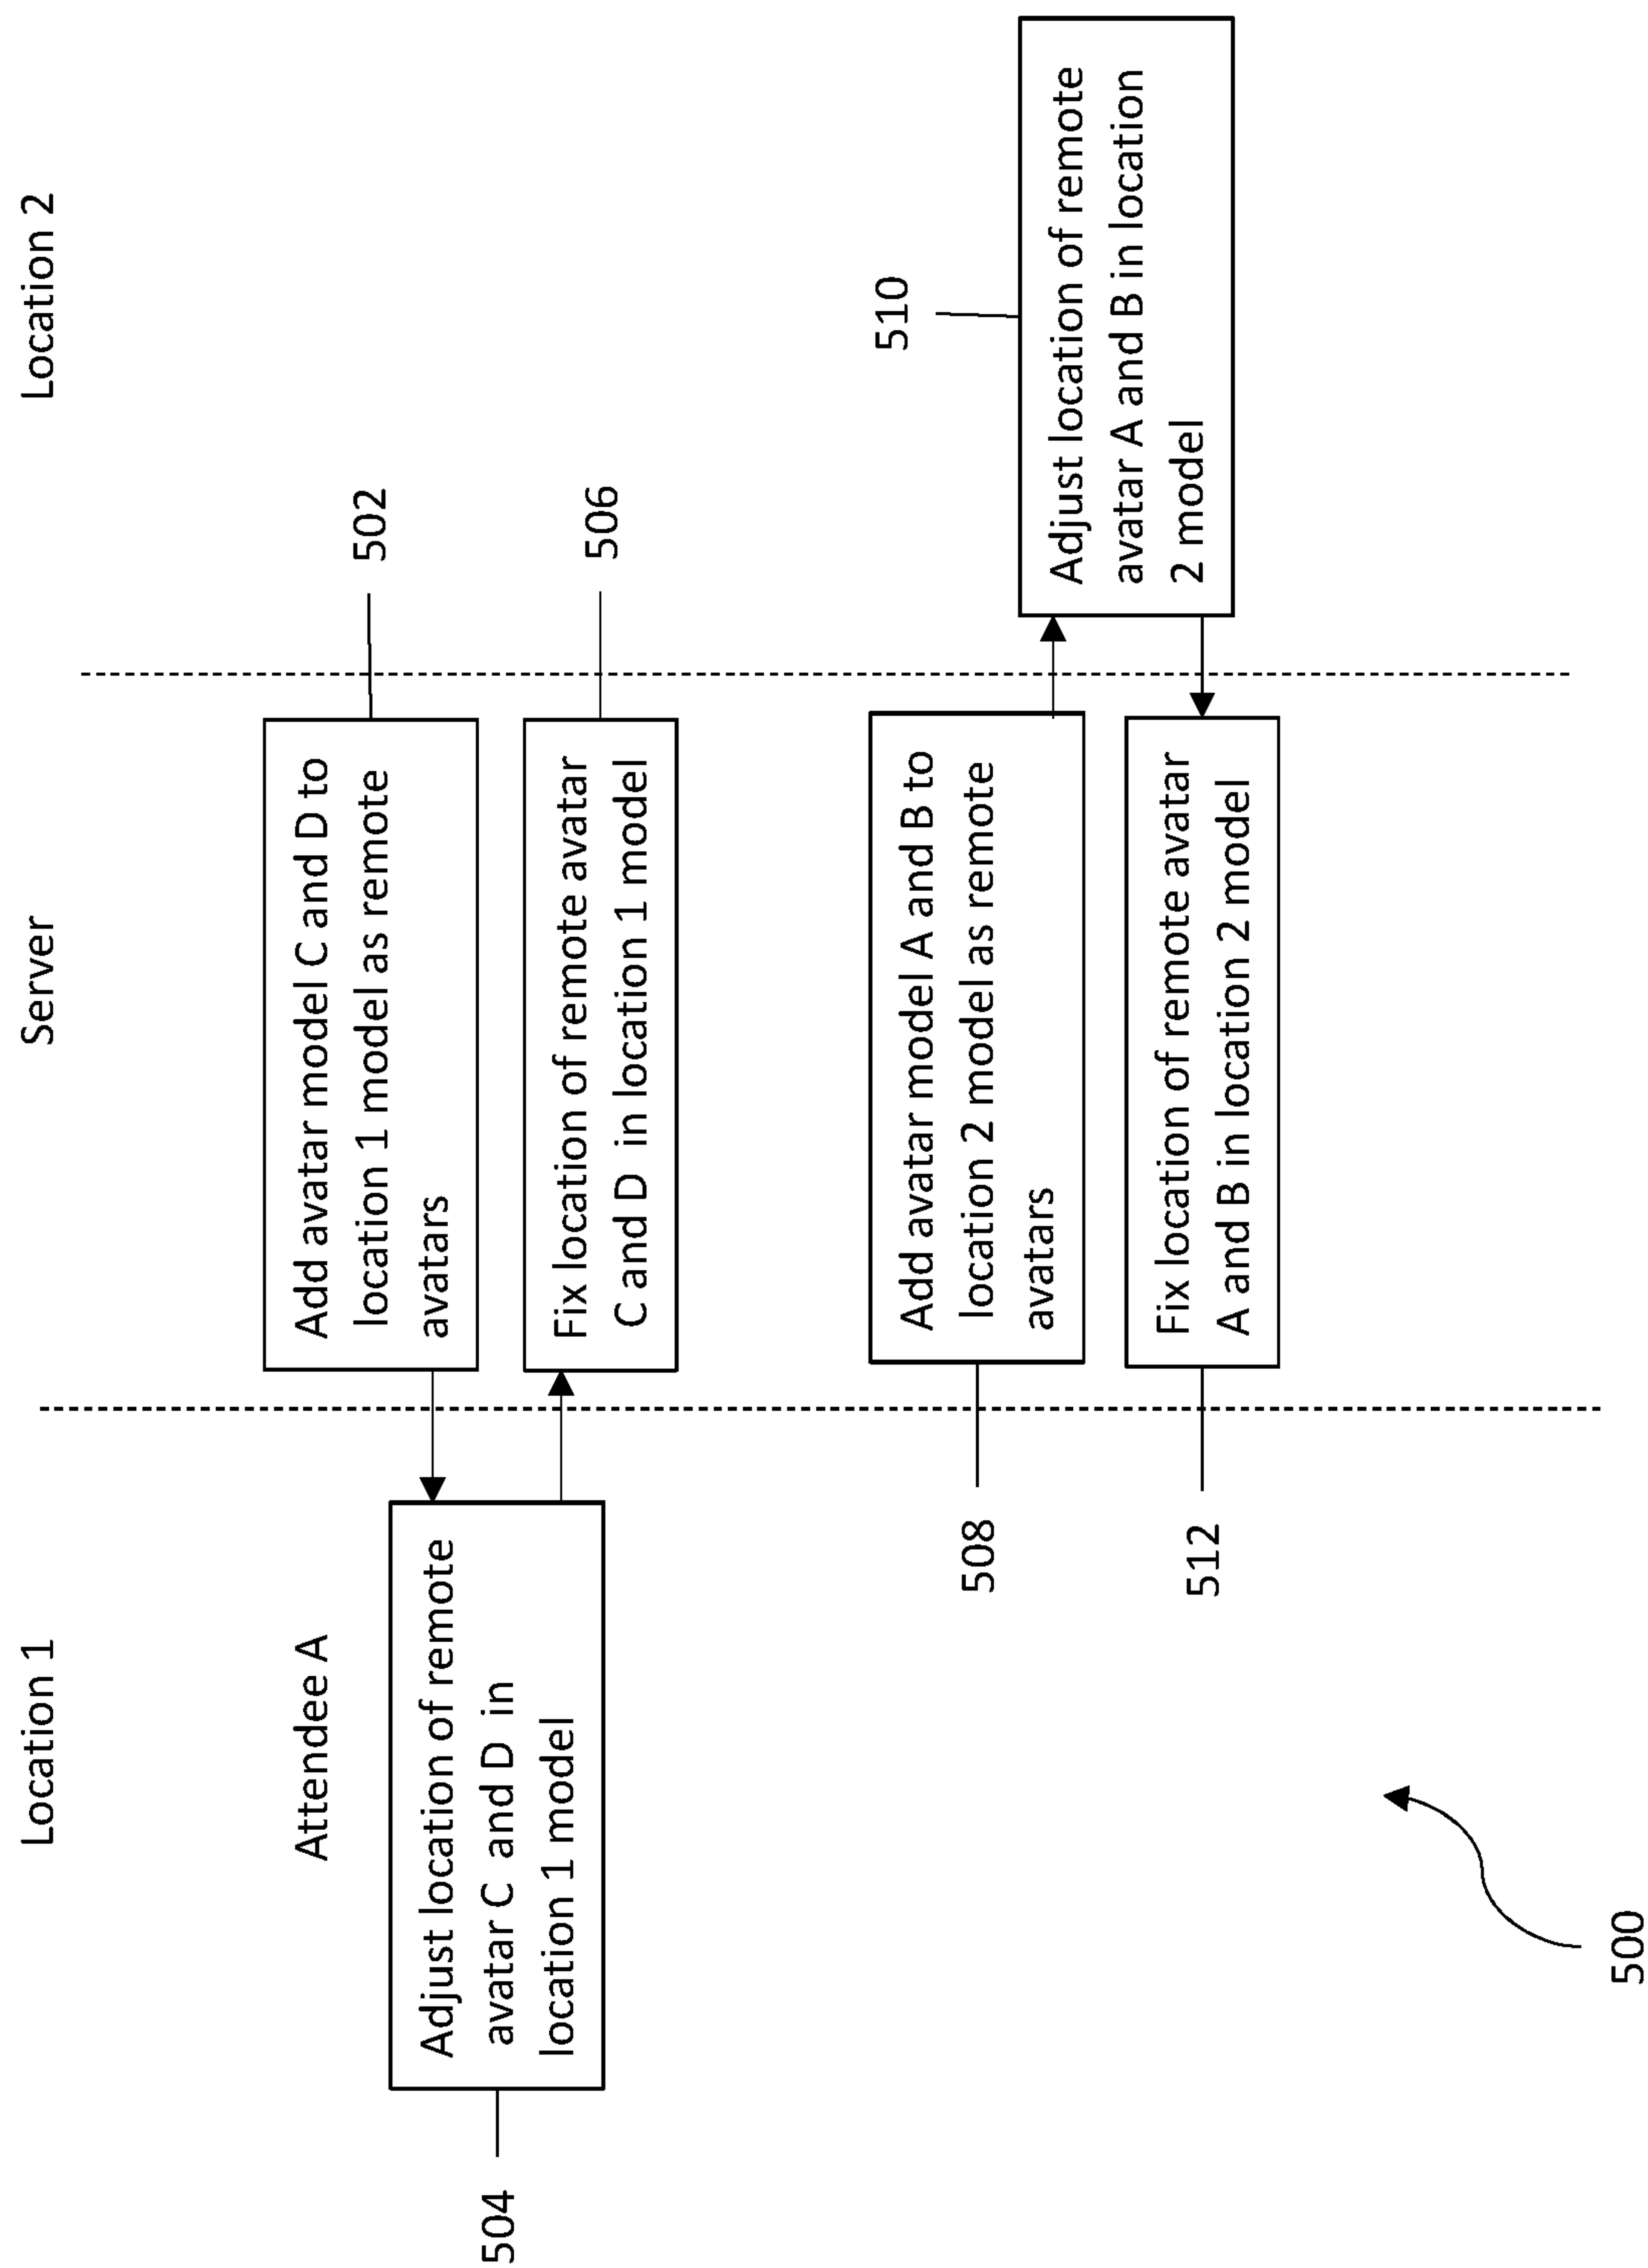 Location 1
Server
Location 2
Attendee A
502
Add avatar model C and D to
location 1 model as remote
avatars
504
Adjust location of remote
avatar C and D in
location 1 model
506
Fix location of remote avatar
C and D in location 1 model
508
Add avatar model A and B to
location 2 model as remote
avatars
510
Adjust location of remote
avatar A and B in location
2 model
512
Fix location of remote avatar
A and B in location 2 model
500